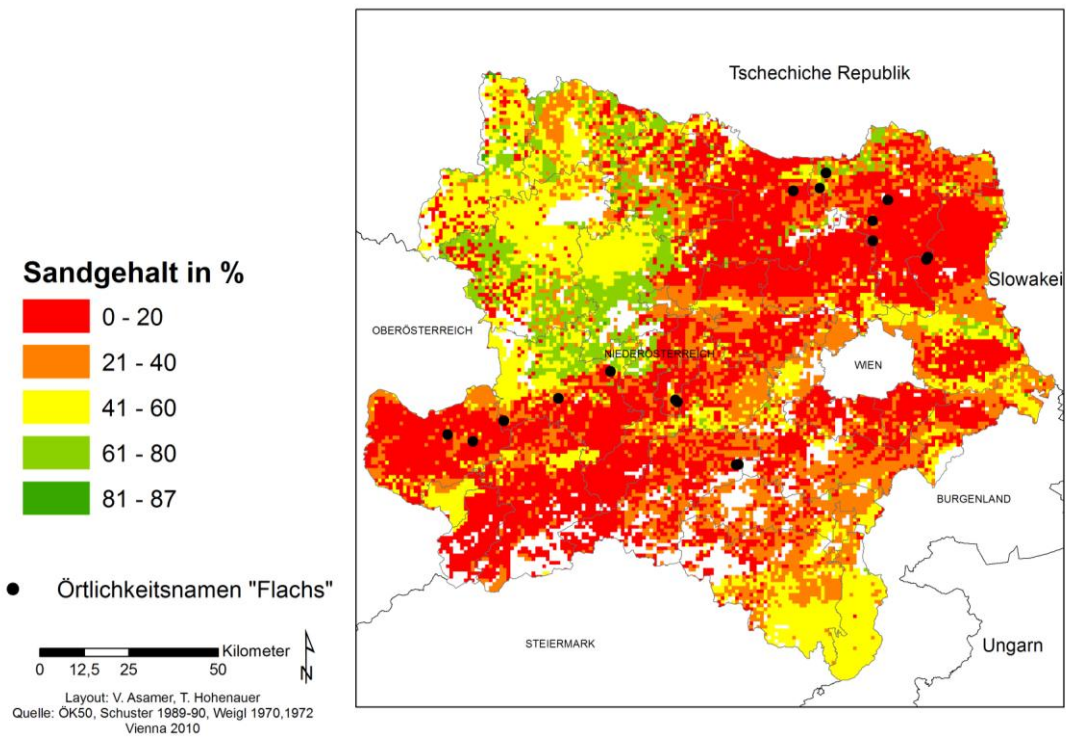 Tschechiche Republik
Slowakei
OBERÖSTERREICH
NIEDERÖSTERREICH
WIEN
BURGENLAND
STEIERMARK
Ungarn
Sandgehalt in %
0 - 20
21 - 40
41 - 60
61 - 80
81 - 87
Örtlichkeitsnamen "Flachs"
Kilometer
0 12,5 25 50
N
Layout: V. Asamer, T. Hohenauer
Quelle: ÖK50, Schuster 1989-90, Weigl 1970,1972
Vienna 2010